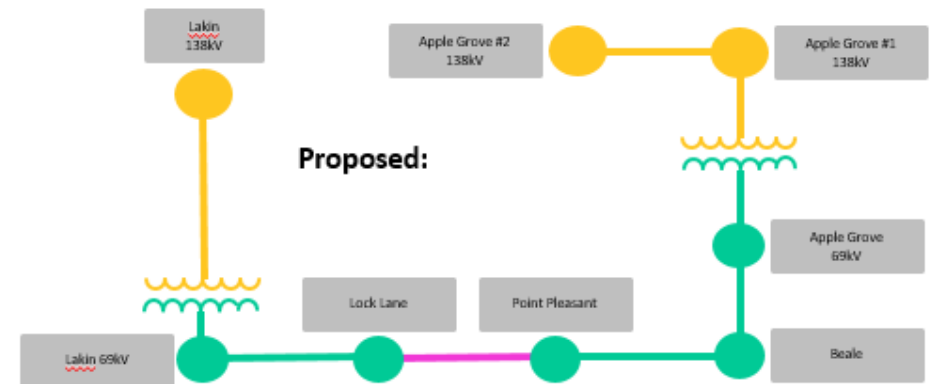 Lakin
138kV
Apple Grove #2
138kV
Apple Grove #1
138kV
Proposed:
Apple Grove
69kV
Lock Lane
Point Pleasant
Lakin 69kV
Beale